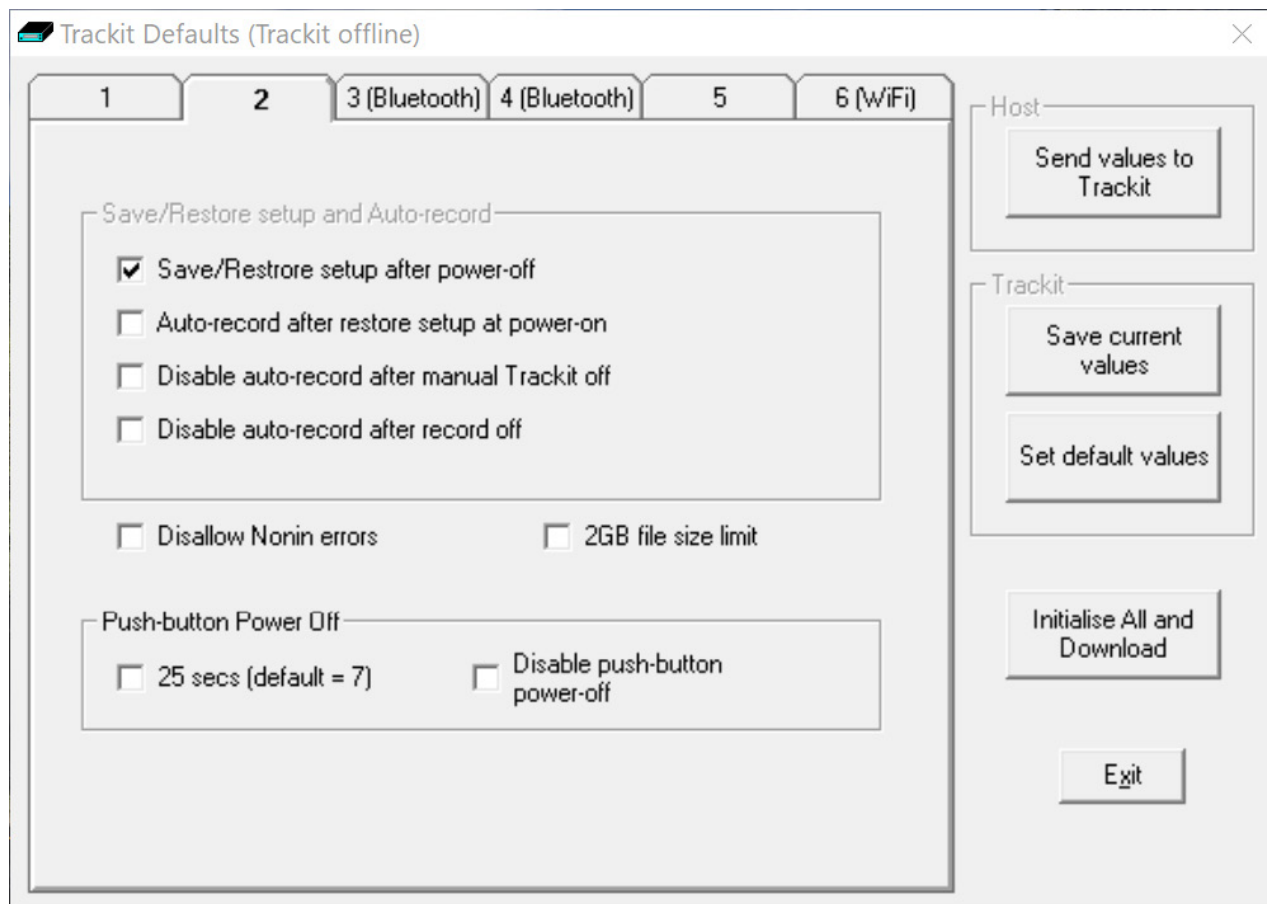 Trackit Defaults (Trackit offline)
1
2
3 (Bluetooth)
4 (Bluetooth)
5
6 (WiFi)
Save/Restore setup and Auto-record
Save/Restrore setup after power-off
Auto-record after restore setup at power-on
Disable auto-record after manual Trackit off
Disable auto-record after record off
Disallow Nonin errors
2GB file size limit
Push-button Power Off
25 secs (default = 7)
Disable push-button
power-off
Host
Send values to
Trackit
Trackit
Save current
values
Set default values
Initialise All and
Download
Exit